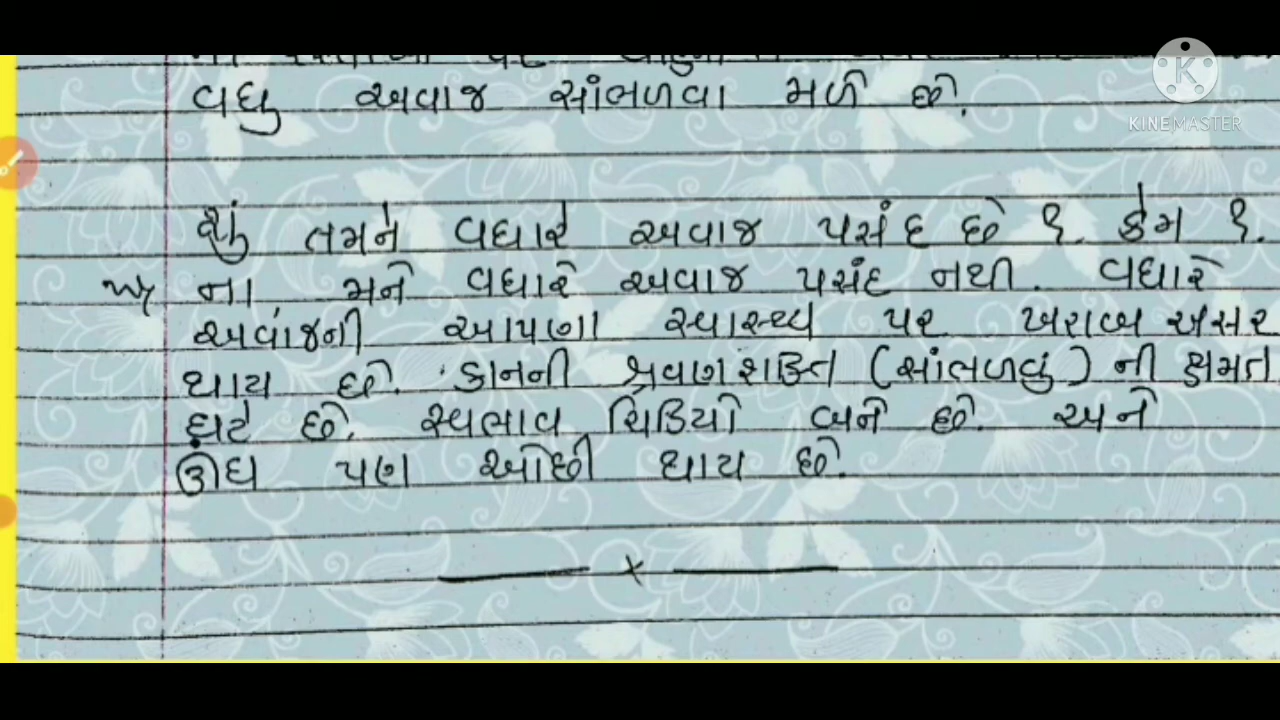 KINEMASTER
વધુ અવાજ સાંભળવા મળે છે.
શું તમને વધારે અવાજ પસંદ છે ? કેમ ?
ના, મને વધારે અવાજ પસંદ નથી. વધારે
અવાજની આપણા સ્વાસ્થ્ય પર ખરાબ અસર
થાય છે. કાનની શ્રવણશક્તિ (સાંભળવું) ની ક્ષમત
ઘટે છે. સ્વભાવ ચિડિયો બને છે. અને
ઊંઘ પણ ઓછી થાય છે.